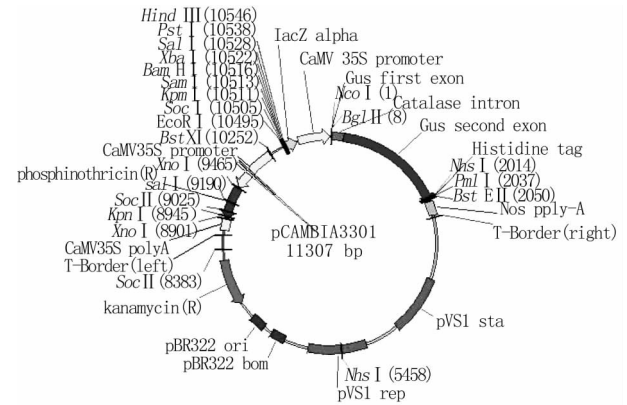 Hind III (10546)
Pst I (10538)
Sal I (10528)
Xba I (10522)
Bam H I (10516)
Sam I (10513)
Kpm I (10511)
Soc I (10505)
EcoR I (10495)
BstXI (10252)
CaMV35S promoter
Xno I (9465)
phosphinothricin(R)
sal I (9190)
Soc II (9025)
Kpn I (8945)
Xno I (8901)
CaMV35S polyA
T-Border(left)
Soc II (8383)
kanamycin(R)
pBR322 ori
pBR322 bom
IacZ alpha
CaMV 35S promoter
Gus first exon
Nco I (1)
Catalase intron
Bgl II (8)
Gus second exon
Histidine tag
Nhs I (2014)
Pml I (2037)
Bst E II (2050)
Nos pply-A
T-Border(right)
pCAMBIA3301
11307 bp
pVS1 sta
Nhs I (5458)
pVS1 rep